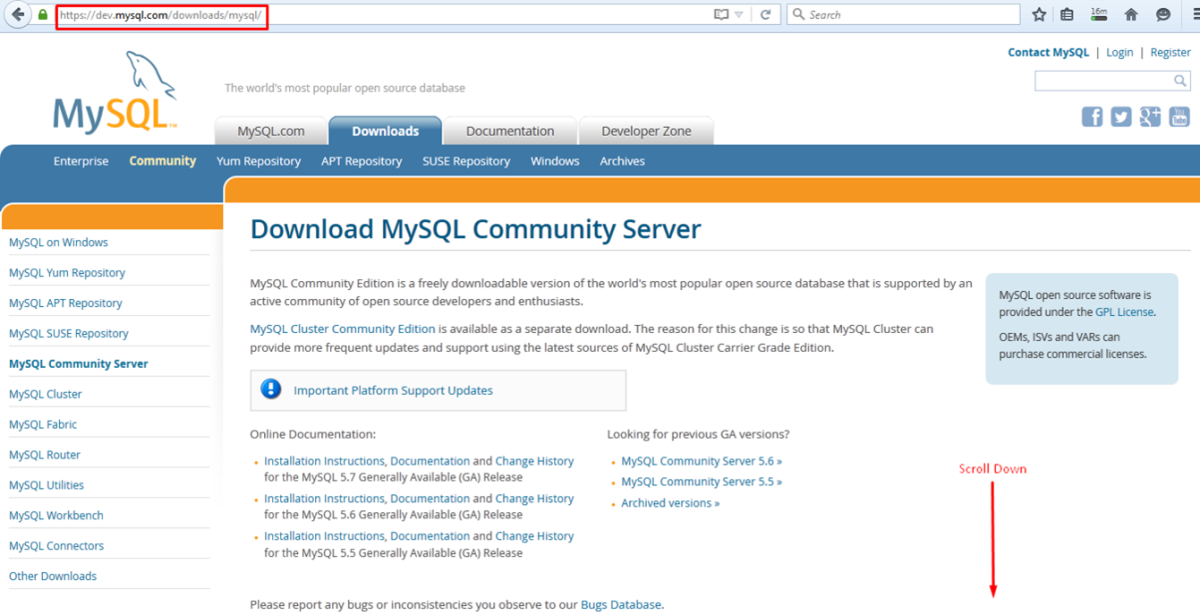 https://dev.mysql.com/downloads/mysql/
Search
16m
Contact MySQL | Login | Register
MySQL™
The world's most popular open source database
MySQL.com
Downloads
Documentation
Developer Zone
Enterprise
Community
Yum Repository
APT Repository
SUSE Repository
Windows
Archives
MySQL on Windows
MySQL Yum Repository
MySQL APT Repository
MySQL SUSE Repository
MySQL Community Server
MySQL Cluster
MySQL Fabric
MySQL Router
MySQL Utilities
MySQL Workbench
MySQL Connectors
Other Downloads
Download MySQL Community Server
MySQL Community Edition is a freely downloadable version of the world's most popular open source database that is supported by an
active community of open source developers and enthusiasts.
MySQL Cluster Community Edition is available as a separate download. The reason for this change is so that MySQL Cluster can
provide more frequent updates and support using the latest sources of MySQL Cluster Carrier Grade Edition.
Important Platform Support Updates
Online Documentation:
Installation Instructions, Documentation and Change History
for the MySQL 5.7 Generally Available (GA) Release
Installation Instructions, Documentation and Change History
for the MySQL 5.6 Generally Available (GA) Release
Installation Instructions, Documentation and Change History
for the MySQL 5.5 Generally Available (GA) Release
Looking for previous GA versions?
MySQL Community Server 5.6 »
MySQL Community Server 5.5 »
Archived versions »
Please report any bugs or inconsistencies you observe to our Bugs Database.
MySQL open source software is
provided under the GPL License.
OEMs, ISVs and VARs can
purchase commercial licenses.
Scroll Down